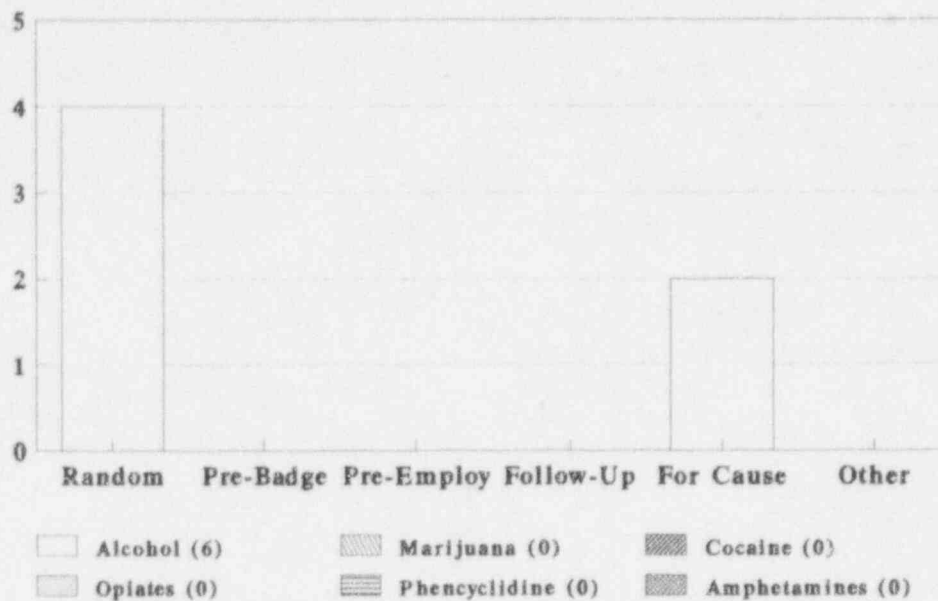 5
4
3
2
1
0
Random Pre-Badge Pre-Employ Follow-Up For Cause Other
Alcohol (6) Marijuana (0) Cocaine (0)
Opiates (0) Phencyclidine (0) Amphetamines (0)